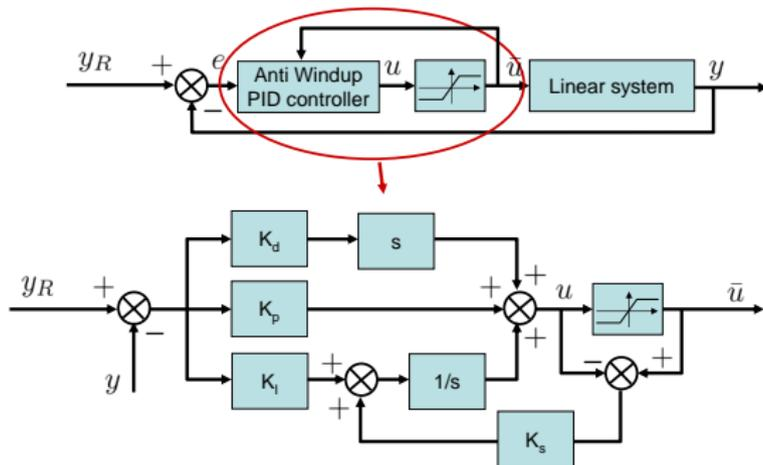 y_R + e Anti Windup PID controller u ū Linear system y
−
K_d s
y_R + K_p + + u ū
− +
y K_I + 1/s − +
+ K_s